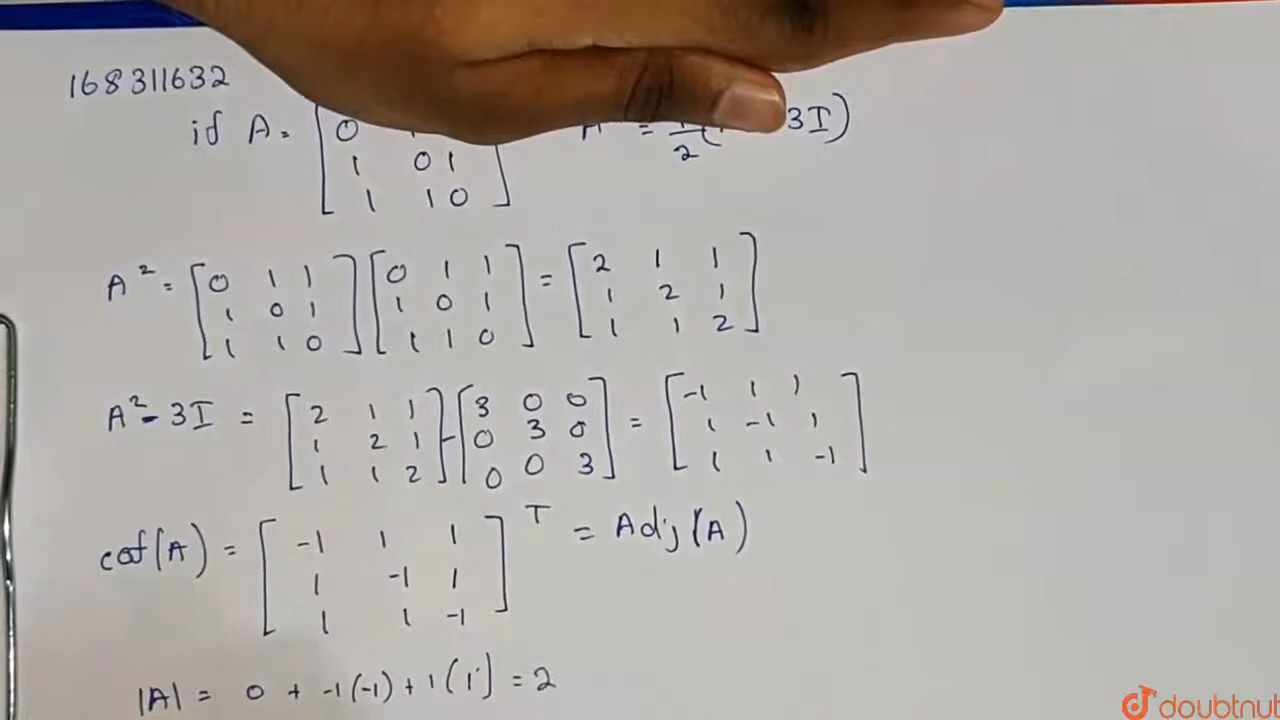 168311632
if A = [0
1 0 1
1 1 0] = 1/2( 3I)
A² = [0 1 1] [0 1 1] = [2 1 1]
[1 0 1] [1 0 1] [1 2 1]
[1 1 0] [1 1 0] [1 1 2]
A² - 3I = [2 1 1] - [3 0 0] = [-1 1 1]
[1 2 1] [0 3 0] [1 -1 1]
[1 1 2] [0 0 3] [1 1 -1]
cof(A) = [-1 1 1]ᵀ = Adj(A)
[1 -1 1]
[1 1 -1]
|A| = 0 + -1(-1) + 1(1) = 2
doubtnut